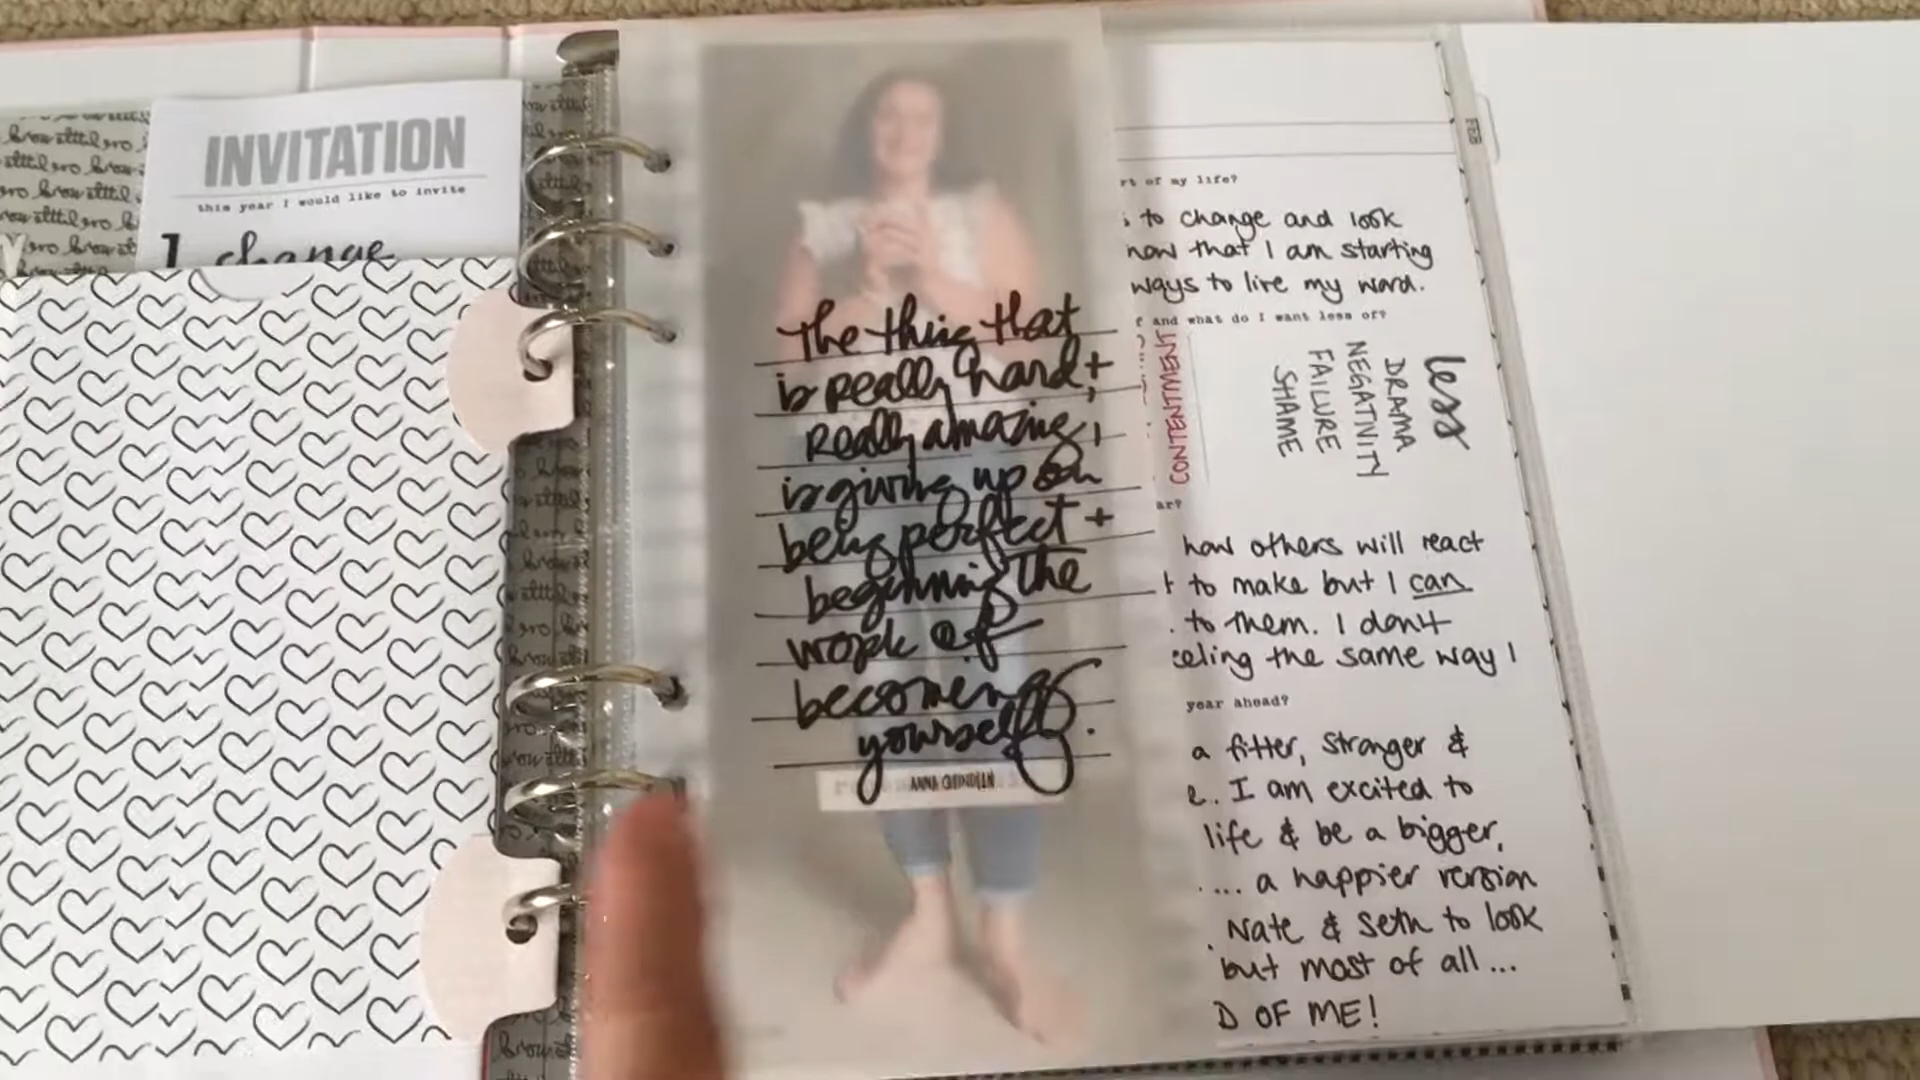 INVITATION
this year I would like to invite
1 change
The thing that
is really hard, +
really amazing,
is giving up on
being perfect +
beginning the
work of
becoming
yourself.
ANNA QUINDLEN
of my life?
to change and look
now that I am starting
ways to live my word.
and what do I want less of?
CONTENTMENT
less
DRAMA
NEGATIVITY
FAILURE
SHAME
how others will react
to make but I can
to them. I don't
the same way I
year ahead?
a fitter, stronger &
I am excited to
life & be a bigger,
... a happier version
Nate & Seth to look
but most of all ...
D OF ME!